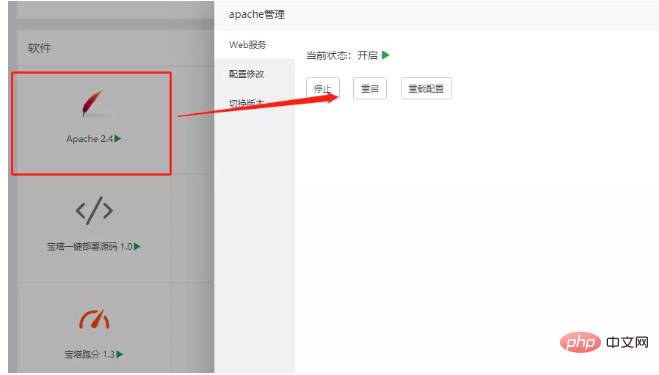 软件
Apache 2.4
宝塔一键部署源码 1.0
宝塔跑分 1.3
apache管理
Web服务
配置修改
切换版本
当前状态：开启
停止 重启 重载配置
php 中文网